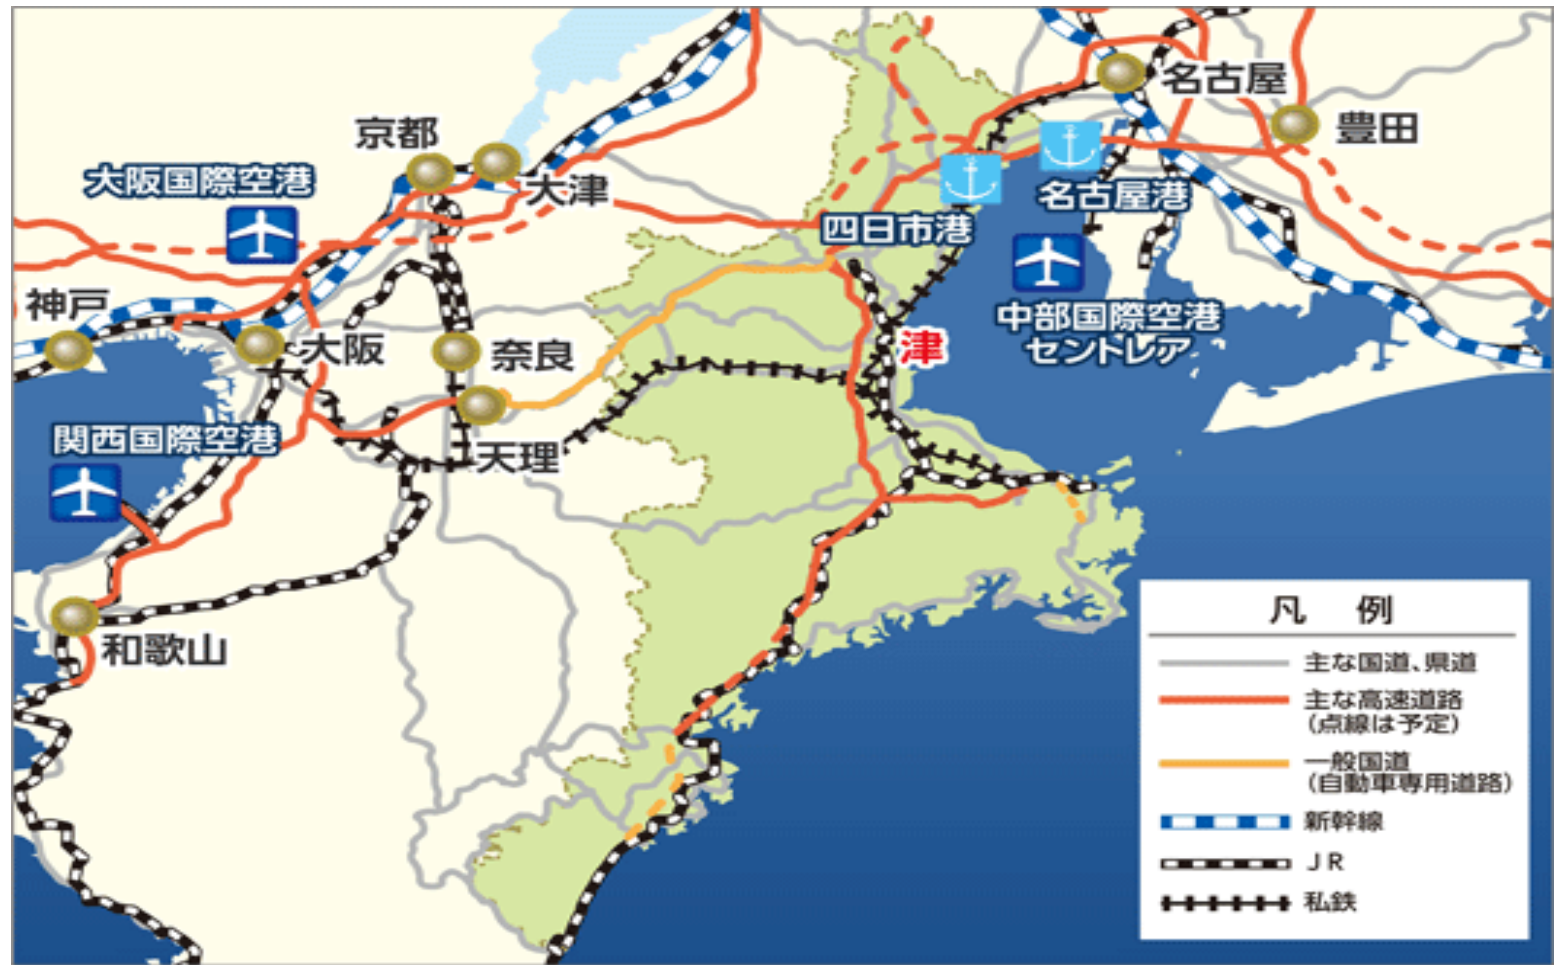 名古屋
豊田
京都
大津
大阪国際空港
名古屋港
四日市港
神戸
中部国際空港
セントレア
大阪
奈良
津
関西国際空港
天理
和歌山
凡 例
主な国道、県道
主な高速道路
(点線は予定)
一般国道
(自動車専用道路)
新幹線
JR
私鉄